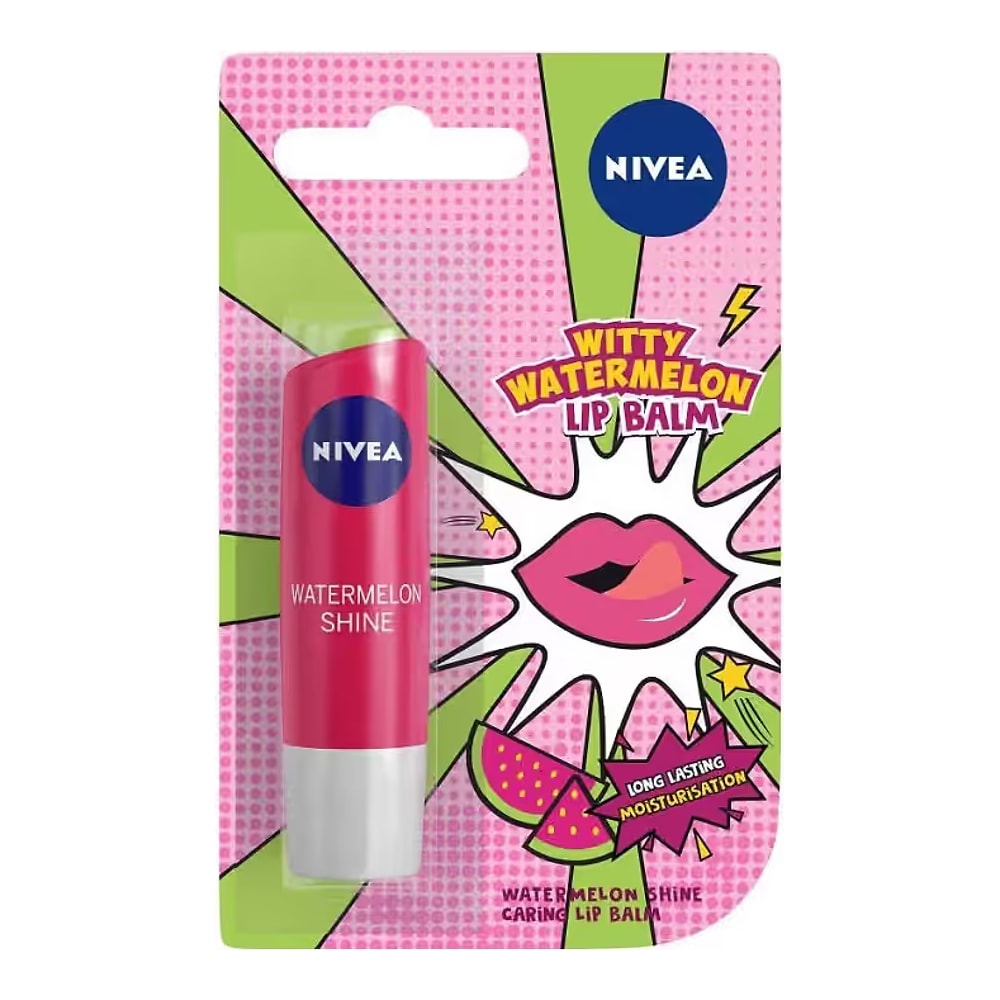 NIVEA
WITTY
WATERMELON
LIP BALM
NIVEA
WATERMELON
SHINE
LONG LASTING
MOISTURISATION
WATERMELON SHINE
CARING LIP BALM